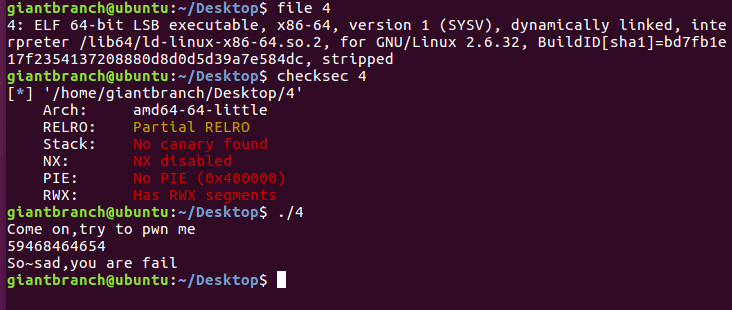 giantbranch@ubuntu:~/Desktop$ file 4
4: ELF 64-bit LSB executable, x86-64, version 1 (SYSV), dynamically linked, inte
rpreter /lib64/ld-linux-x86-64.so.2, for GNU/Linux 2.6.32, BuildID[sha1]=bd7fb1e
17f2354137208880d8d0d5d39a7e584dc, stripped
giantbranch@ubuntu:~/Desktop$ checksec 4
[*] '/home/giantbranch/Desktop/4'
    Arch:     amd64-64-little
    RELRO:    Partial RELRO
    Stack:    No canary found
    NX:       NX disabled
    PIE:      No PIE (0x400000)
    RWX:      Has RWX segments
giantbranch@ubuntu:~/Desktop$ ./4
Come on,try to pwn me
59468464654
So~sad,you are fail
giantbranch@ubuntu:~/Desktop$